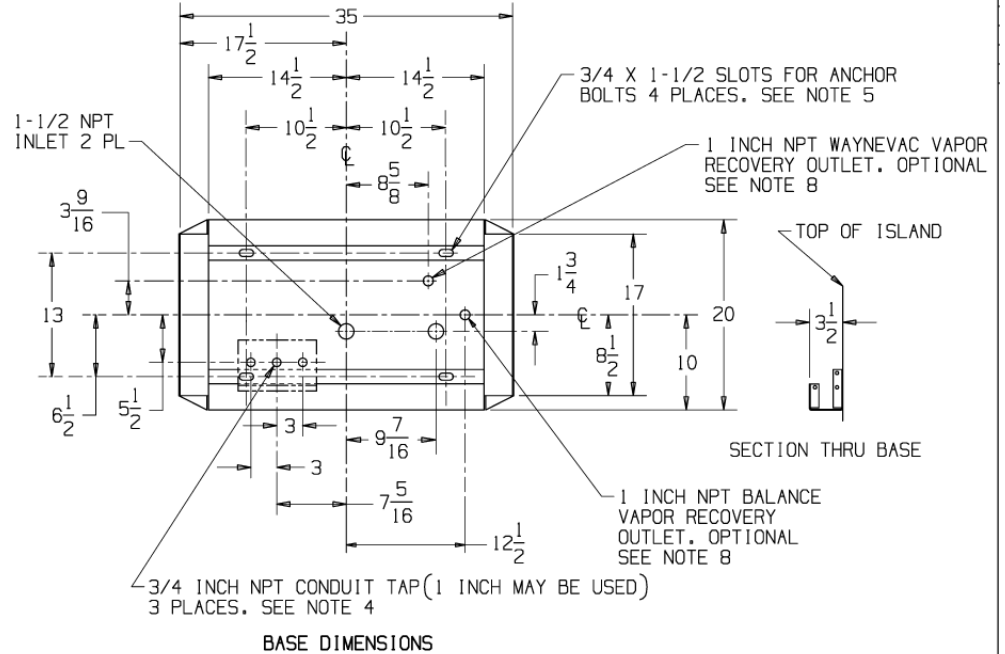 35
17 1/2
14 1/2 14 1/2
3/4 X 1-1/2 SLOTS FOR ANCHOR
BOLTS 4 PLACES. SEE NOTE 5
10 1/2 10 1/2
1-1/2 NPT
INLET 2 PL
℄
1 INCH NPT WAYNEVAC VAPOR
RECOVERY OUTLET. OPTIONAL
SEE NOTE 8
8 5/8
3 9/16
TOP OF ISLAND
1 3/4
13
17
20
3 1/2
℄
8 1/2
10
6 1/2
5 1/2
3
9 7/16
SECTION THRU BASE
3
7 5/16
1 INCH NPT BALANCE
VAPOR RECOVERY
OUTLET. OPTIONAL
SEE NOTE 8
12 1/2
3/4 INCH NPT CONDUIT TAP(1 INCH MAY BE USED)
3 PLACES. SEE NOTE 4
BASE DIMENSIONS